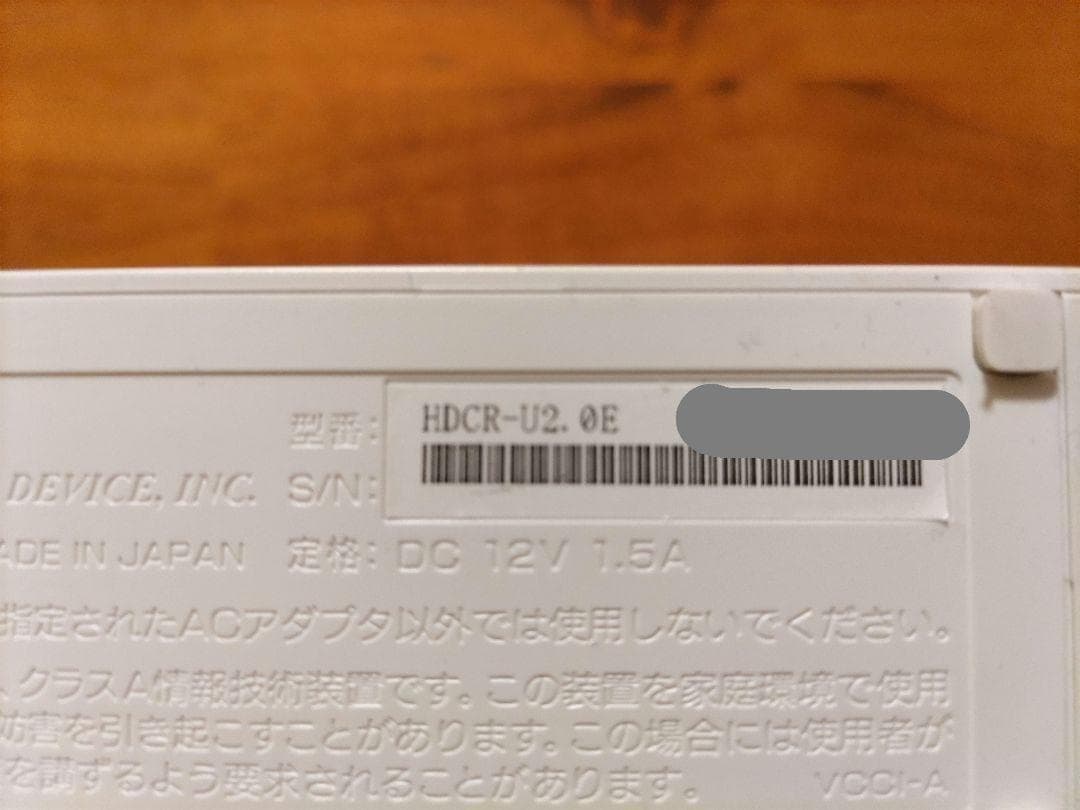 型番: HDCR-U2.0E
DEVICE, INC. S/N:
ADE IN JAPAN 定格: DC 12V 1.5A
指定されたACアダプタ以外では使用しないでください。
、クラスA情報技術装置です。この装置を家庭環境で使用
妨害を引き起こすことがあります。この場合には使用者が
を講ずるよう要求されることがあります。 VCCI-A